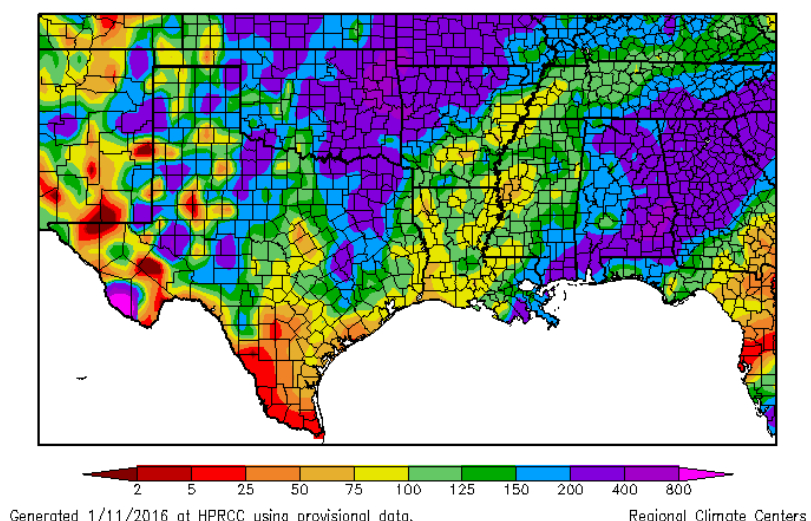 2 5 25 50 75 100 125 150 200 400 800
Generated 1/11/2016 at HPRCC using provisional data. Regional Climate Centers